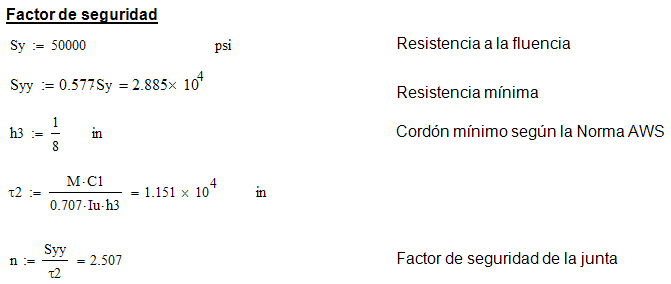 Factor de seguridad
Sy := 50000 psi Resistencia a la fluencia
Syy := 0.577Sy = 2.885× 10^4 Resistencia mínima
h3 := 1/8 in Cordón mínimo según la Norma AWS
τ2 := M·C1/0.707·Iu·h3 = 1.151 × 10^4 in
n := Syy/τ2 = 2.507 Factor de seguridad de la junta